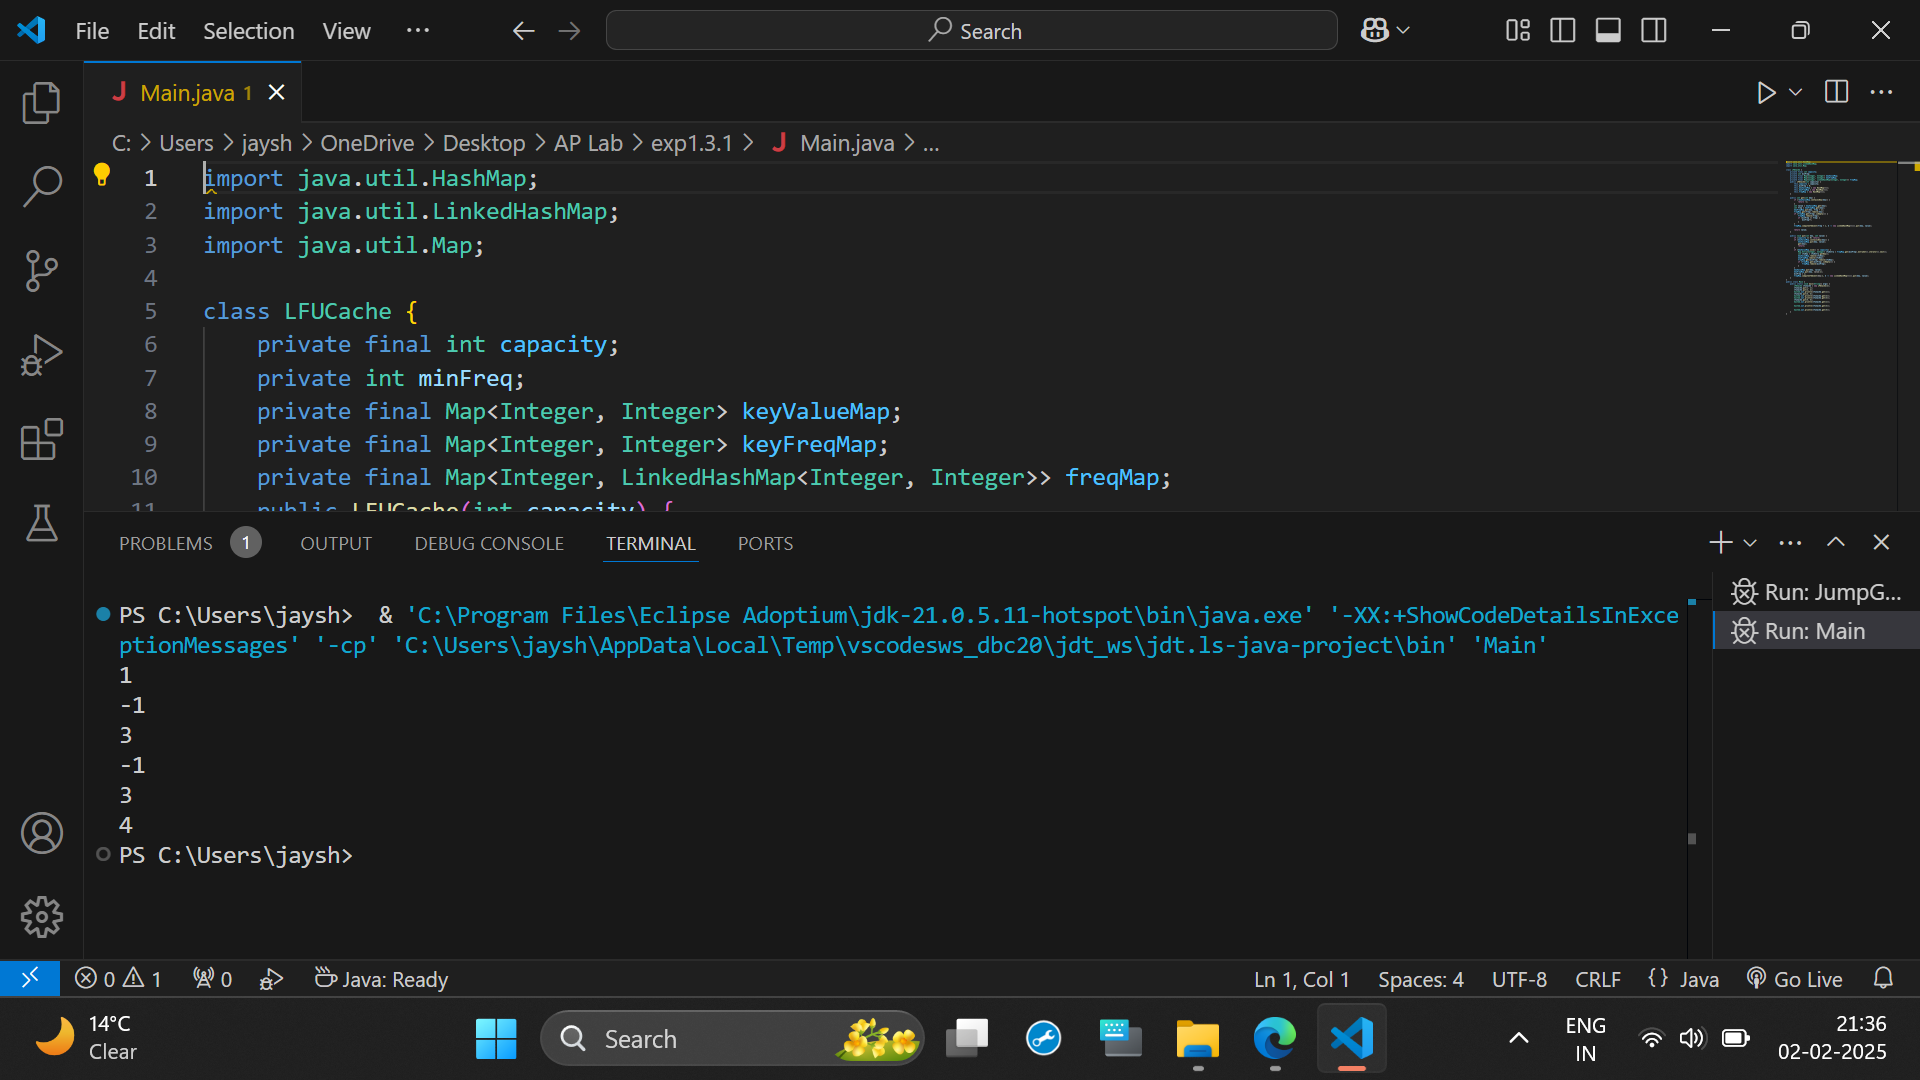 File Edit Selection View ··· Search
Main.java 1
C: > Users > jaysh > OneDrive > Desktop > AP Lab > exp1.3.1 > Main.java > ...
1 import java.util.HashMap;
2 import java.util.LinkedHashMap;
3 import java.util.Map;
4
5 class LFUCache {
6 private final int capacity;
7 private int minFreq;
8 private final Map<Integer, Integer> keyValueMap;
9 private final Map<Integer, Integer> keyFreqMap;
10 private final Map<Integer, LinkedHashMap<Integer, Integer>> freqMap;
11 public LFUCache(int capacity) {
PROBLEMS 1 OUTPUT DEBUG CONSOLE TERMINAL PORTS
PS C:\Users\jaysh> & 'C:\Program Files\Eclipse Adoptium\jdk-21.0.5.11-hotspot\bin\java.exe' '-XX:+ShowCodeDetailsInExce
ptionMessages' '-cp' 'C:\Users\jaysh\AppData\Local\Temp\vscodesws_dbc20\jdt_ws\jdt.ls-java-project\bin' 'Main'
1
-1
3
-1
3
4
PS C:\Users\jaysh>
Run: JumpG...
Run: Main
0 1 0 Java: Ready Ln 1, Col 1 Spaces: 4 UTF-8 CRLF {} Java Go Live
14°C
Clear
Search
ENG
IN
21:36
02-02-2025